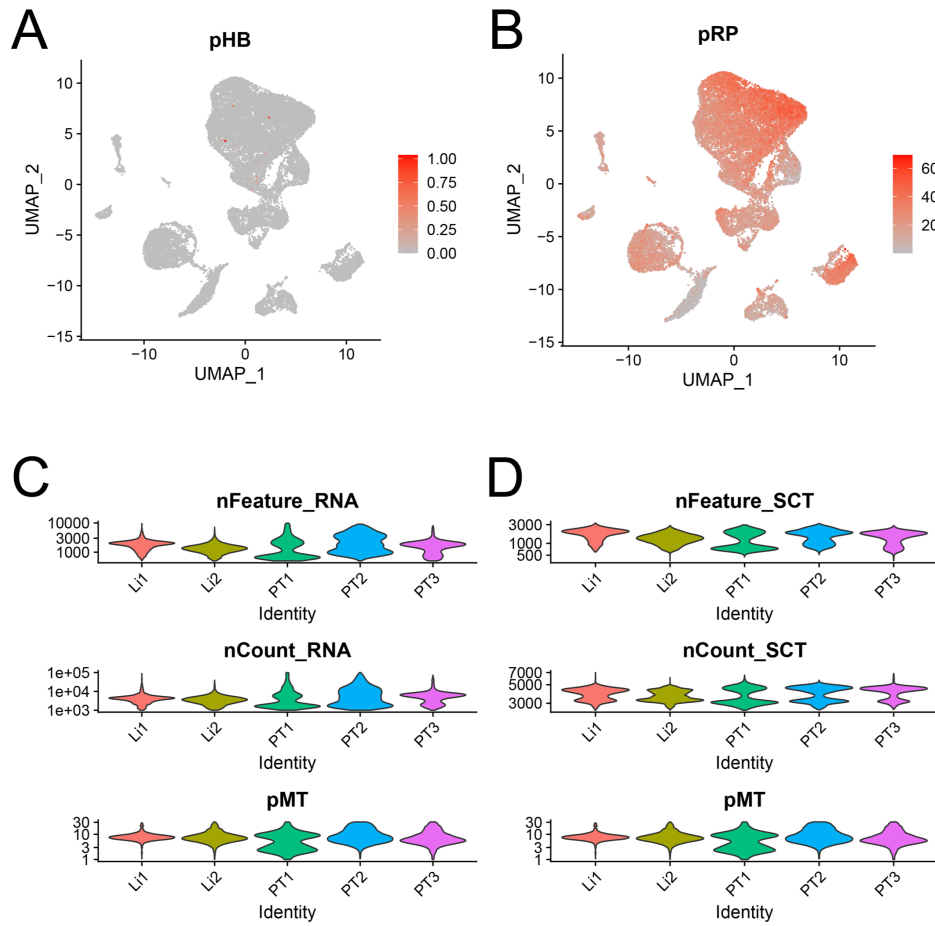 A
pHB
10
5
0
−5
−10
−15
UMAP_2
−10
0
10
UMAP_1
1.00
0.75
0.50
0.25
0.00
B
pRP
10
5
0
−5
−10
−15
UMAP_2
−10
0
10
UMAP_1
60
40
20
C
nFeature_RNA
10000
3000
1000
Li1
Li2
PT1
PT2
PT3
Identity
nCount_RNA
1e+05
1e+04
1e+03
Li1
Li2
PT1
PT2
PT3
Identity
pMT
30
10
3
1
Li1
Li2
PT1
PT2
PT3
Identity
D
nFeature_SCT
3000
1000
500
Li1
Li2
PT1
PT2
PT3
Identity
nCount_SCT
7000
5000
3000
Li1
Li2
PT1
PT2
PT3
Identity
pMT
30
10
3
1
Li1
Li2
PT1
PT2
PT3
Identity